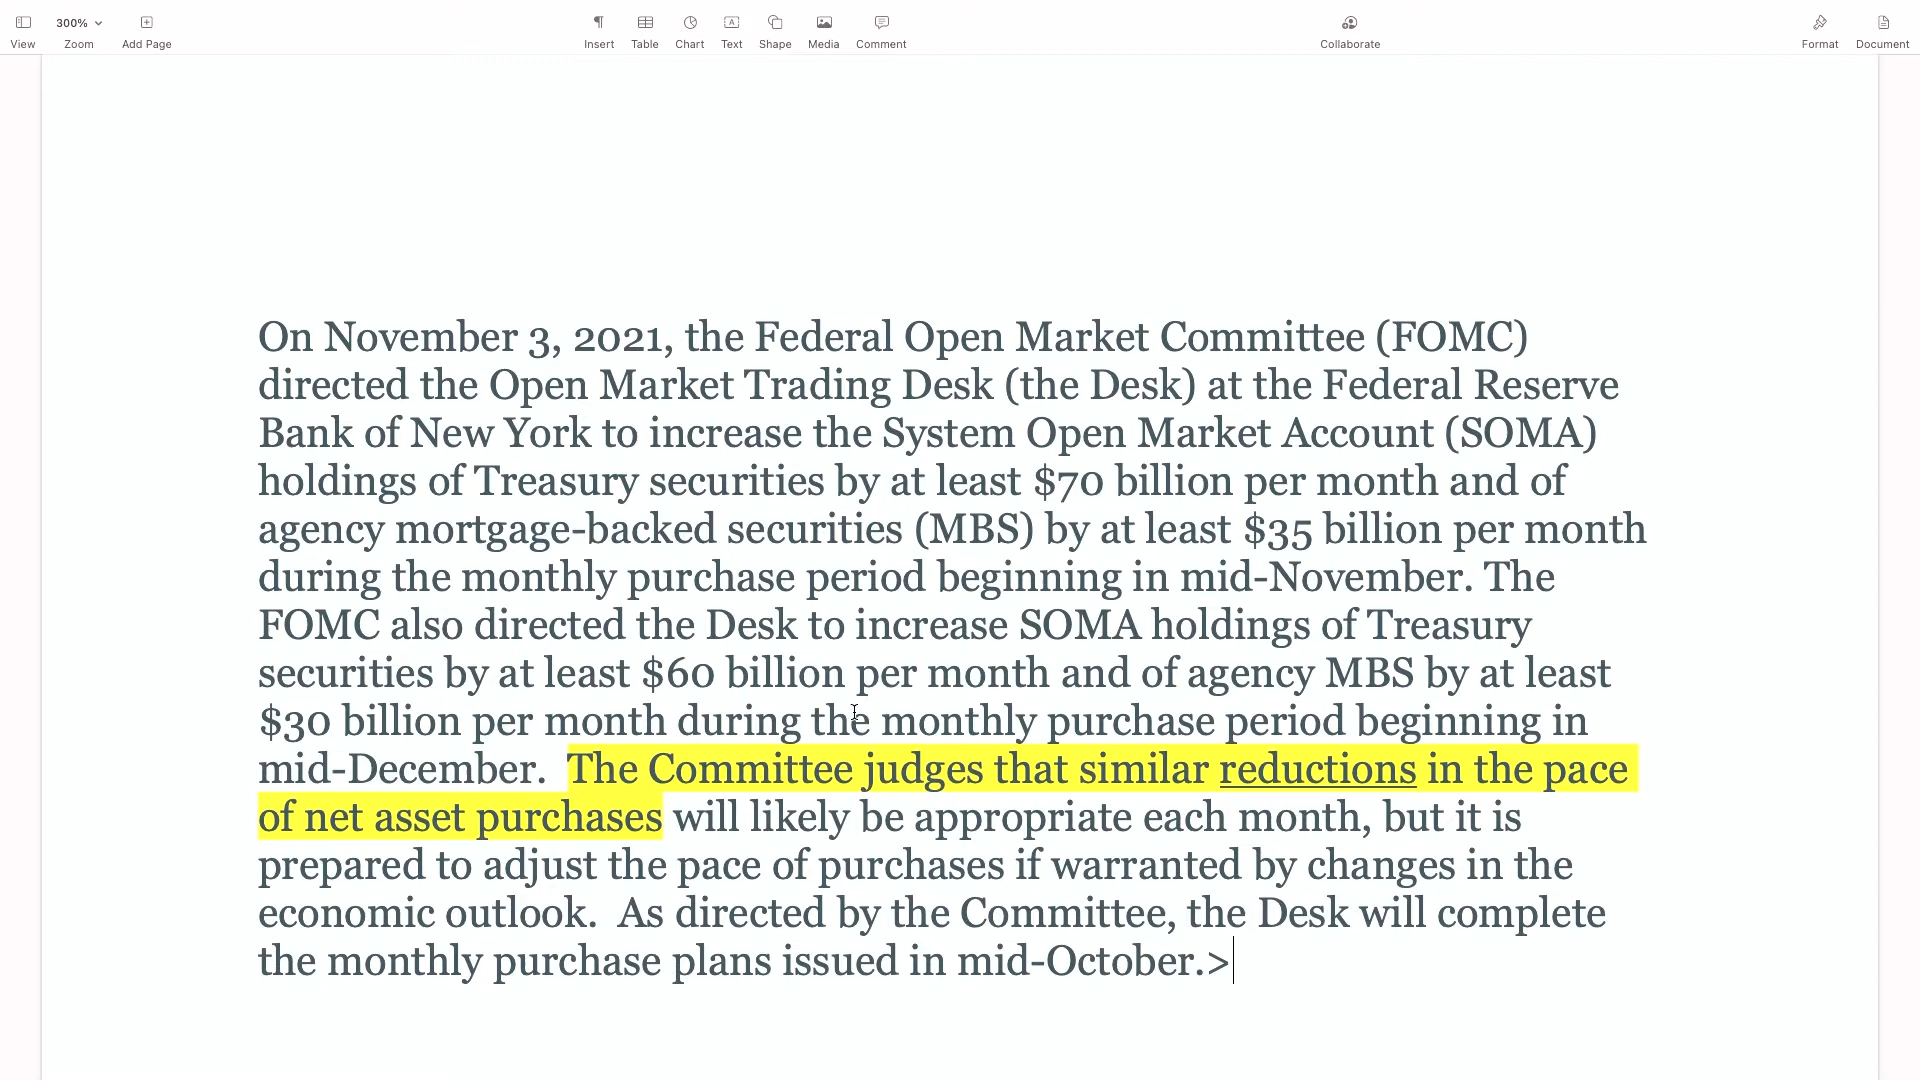 300%
View
Zoom
Add Page
Insert
Table
Chart
Text
Shape
Media
Comment
Collaborate
Format
Document
On November 3, 2021, the Federal Open Market Committee (FOMC)
directed the Open Market Trading Desk (the Desk) at the Federal Reserve
Bank of New York to increase the System Open Market Account (SOMA)
holdings of Treasury securities by at least $70 billion per month and of
agency mortgage-backed securities (MBS) by at least $35 billion per month
during the monthly purchase period beginning in mid-November. The
FOMC also directed the Desk to increase SOMA holdings of Treasury
securities by at least $60 billion per month and of agency MBS by at least
$30 billion per month during the monthly purchase period beginning in
mid-December.  The Committee judges that similar reductions in the pace
of net asset purchases will likely be appropriate each month, but it is
prepared to adjust the pace of purchases if warranted by changes in the
economic outlook.  As directed by the Committee, the Desk will complete
the monthly purchase plans issued in mid-October.>